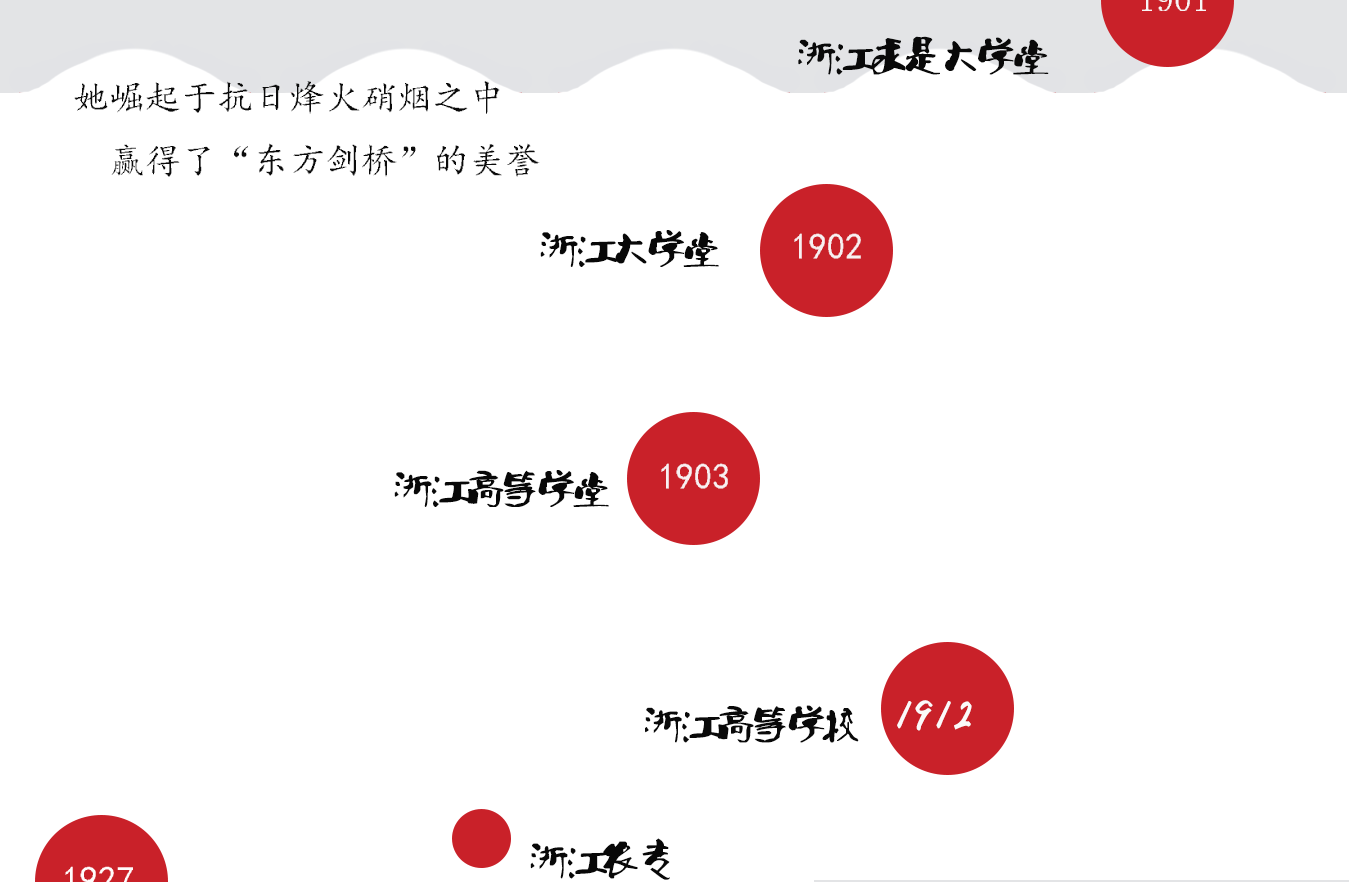 1901
浙江求是大学堂
她崛起于抗日烽火硝烟之中
赢得了“东方剑桥”的美誉
浙江大学堂
1902
浙江高等学堂
1903
浙江高等学校
1912
浙江农专
1927